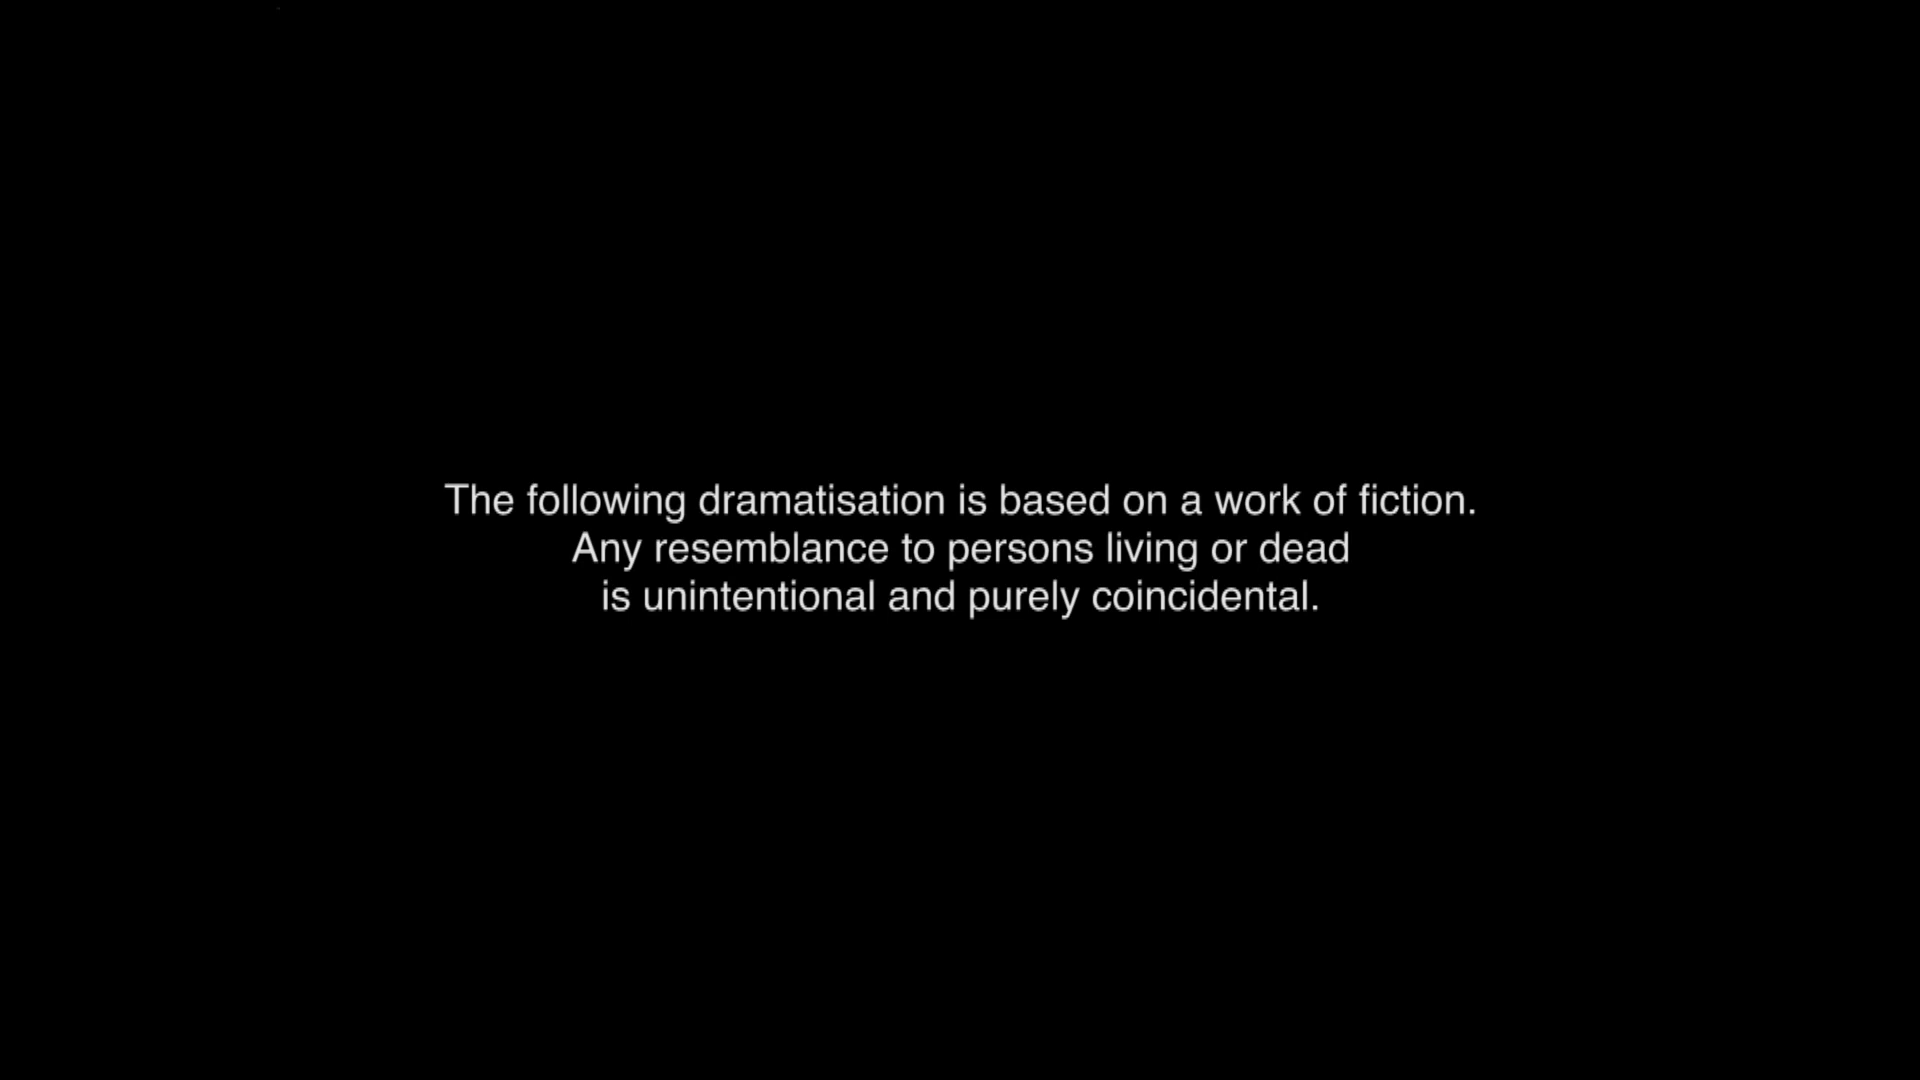 The following dramatisation is based on a work of fiction.
Any resemblance to persons living or dead
is unintentional and purely coincidental.